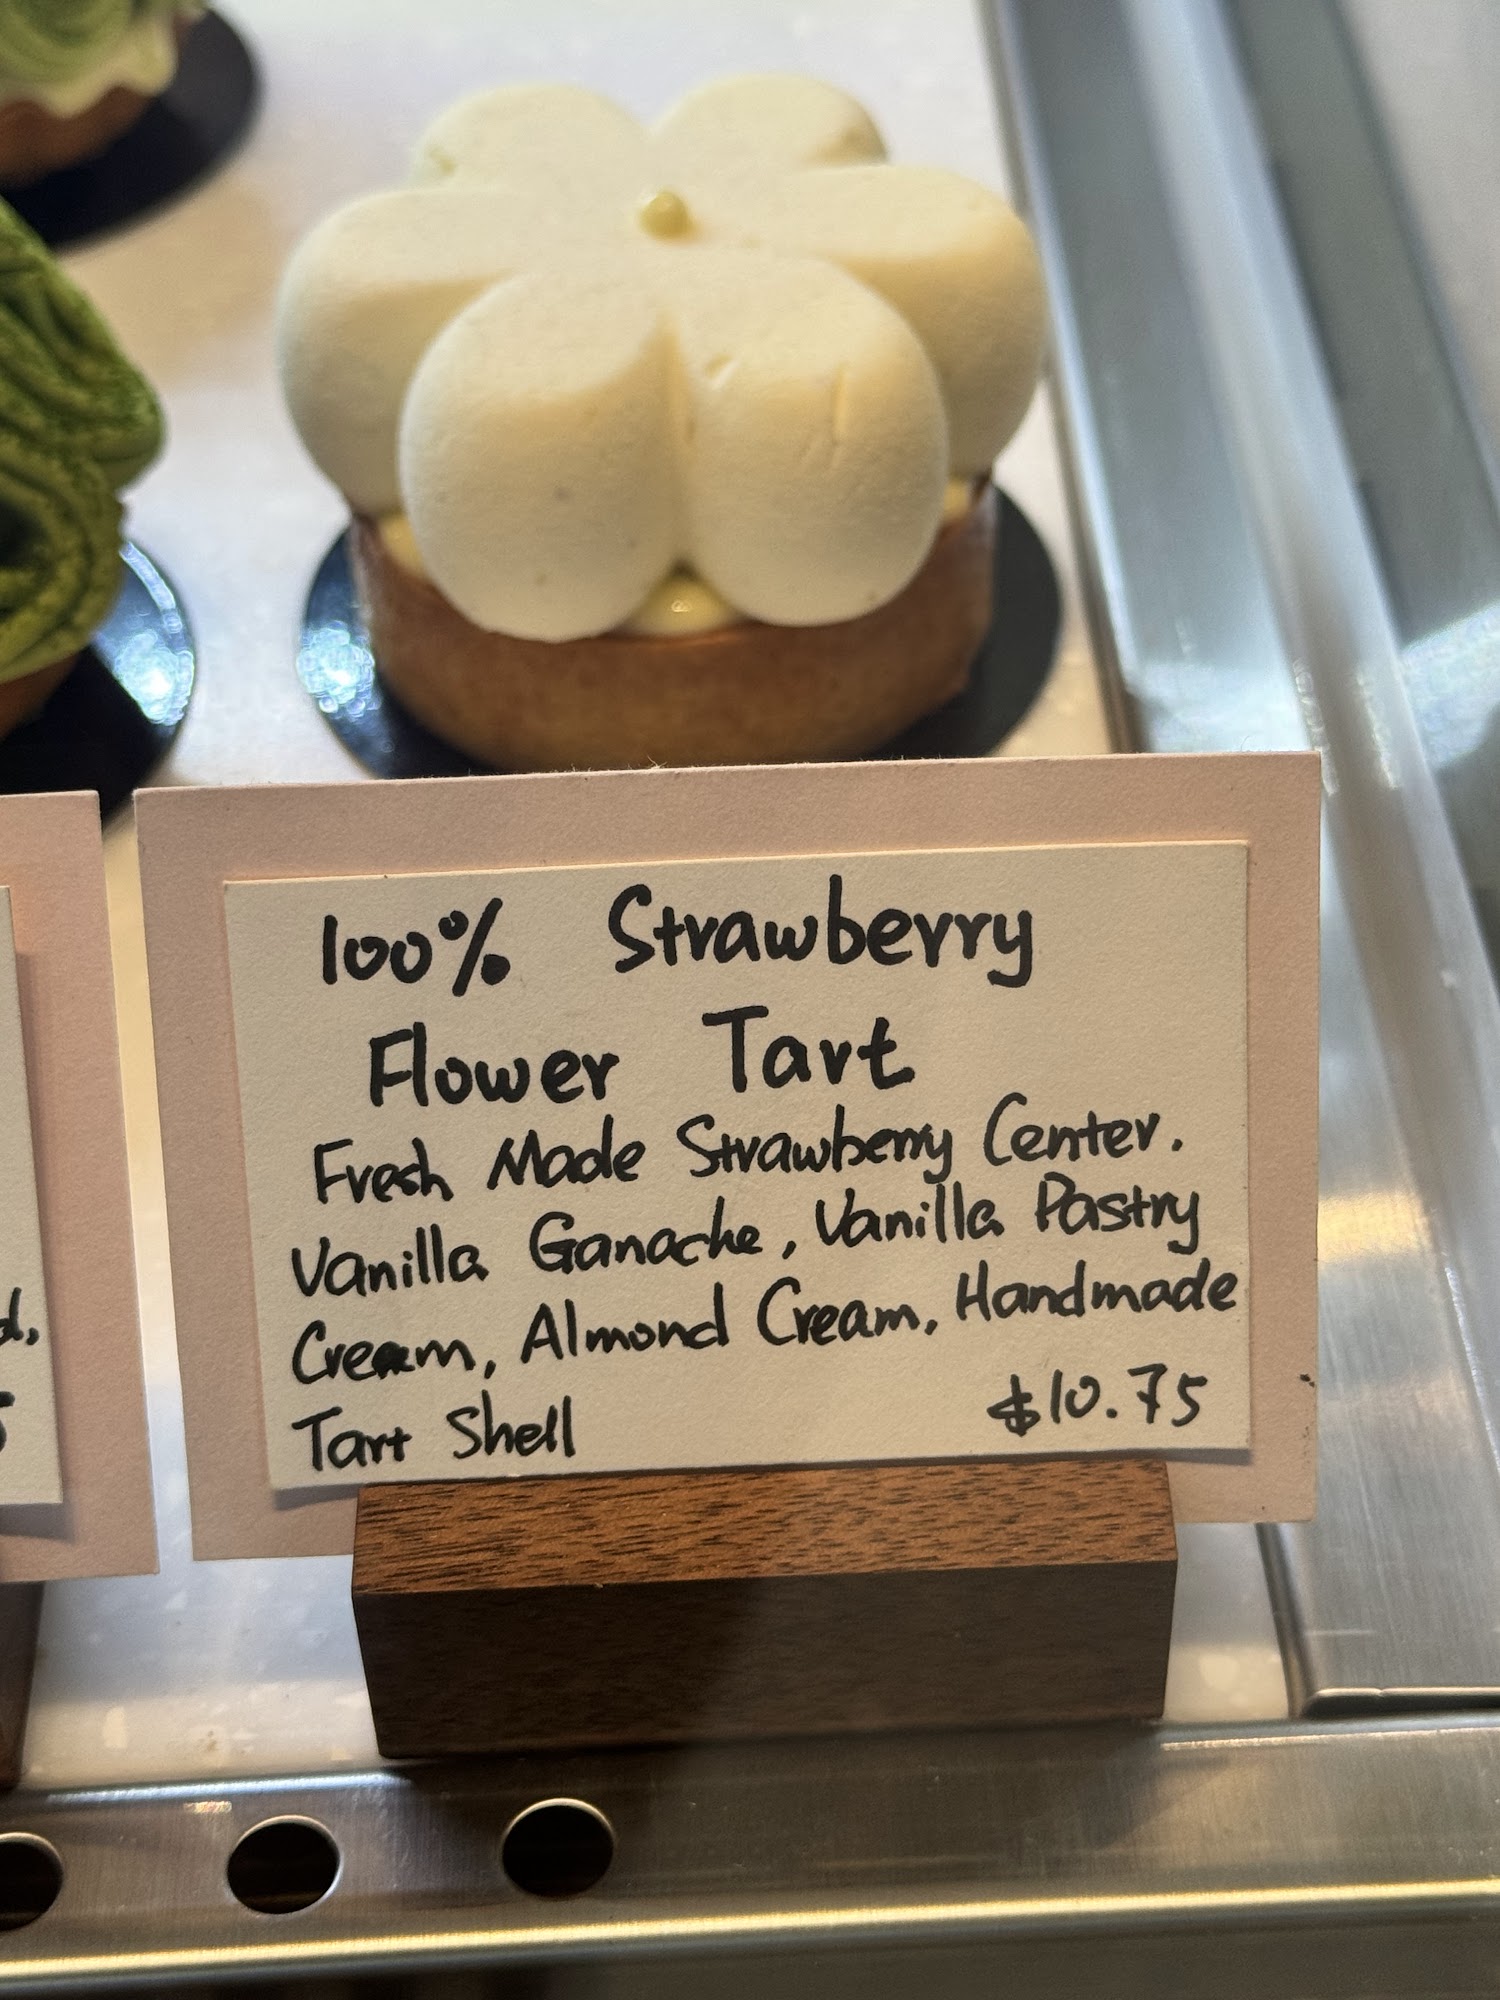 100% Strawberry
Flower Tart
Fresh Made Strawberry Center.
Vanilla Ganache, Vanilla Pastry
Cream, Almond Cream, Handmade
Tart Shell $10.75
d,
5